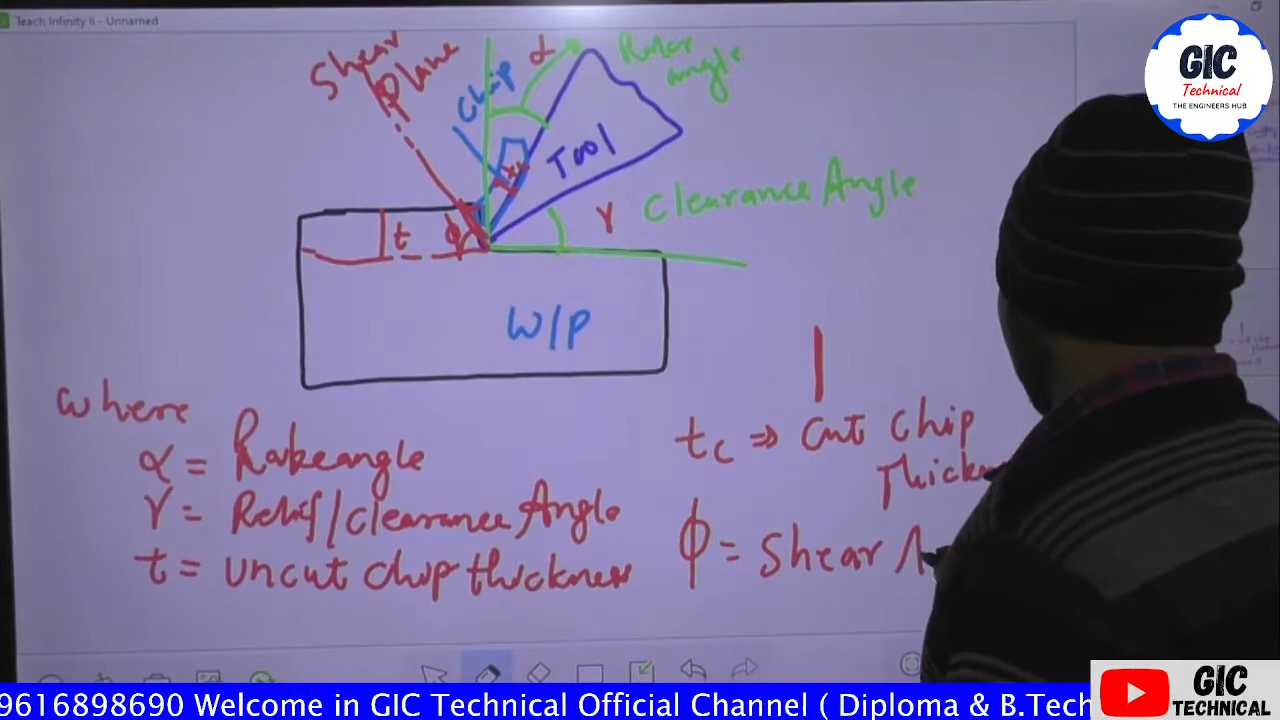 Teach Infinity II - Unnamed
GIC
Technical
THE ENGINEERS HUB
Shear
Plane
Chip
α
Rake
angle
Tool
Clearance Angle
γ
t
ϕ
W/P
where
α = Rakeangle
γ = Relief/clearance Angle
t = uncut chip thickness
tc ⇒ Cut Chip
ϕ = Shear
9616898690 Welcome in GIC Technical Official Channel ( Diploma & B.Tech
GIC
TECHNICAL